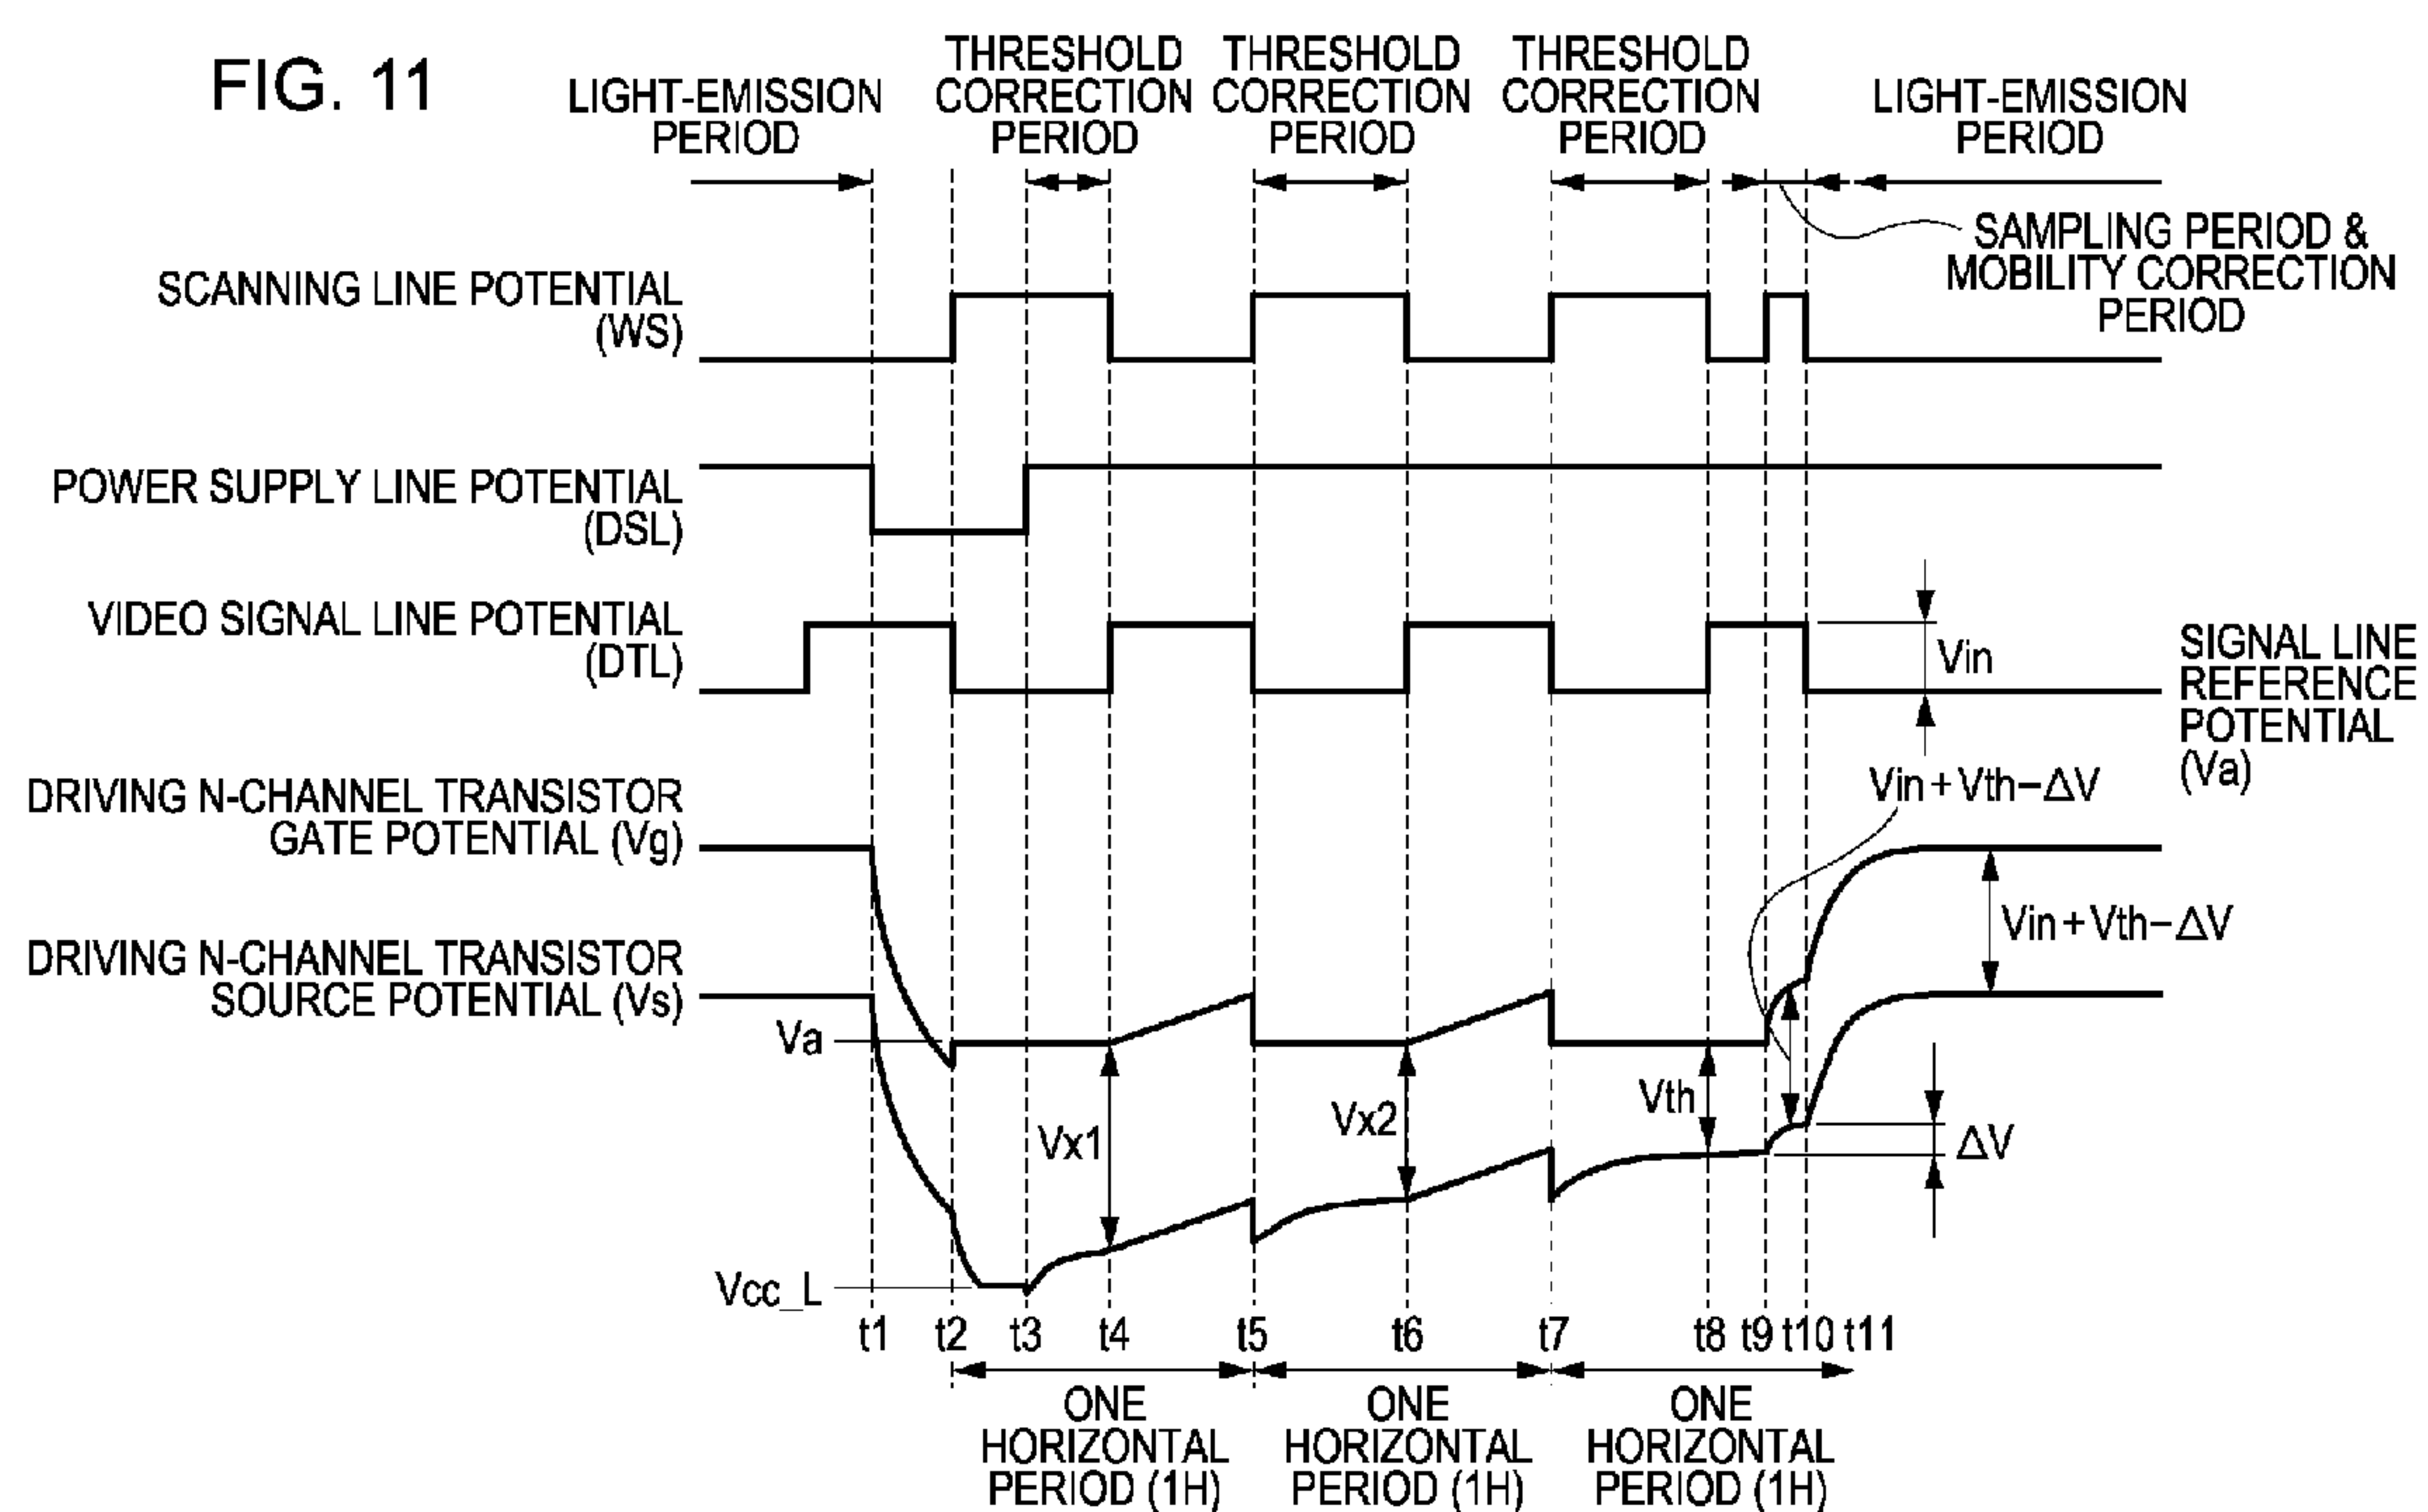 FIG. 11
LIGHT-EMISSION
PERIOD
THRESHOLD
CORRECTION
PERIOD
THRESHOLD
CORRECTION
PERIOD
THRESHOLD
CORRECTION
PERIOD
LIGHT-EMISSION
PERIOD
SAMPLING PERIOD &
MOBILITY CORRECTION
PERIOD
SCANNING LINE POTENTIAL
(WS)
POWER SUPPLY LINE POTENTIAL
(DSL)
VIDEO SIGNAL LINE POTENTIAL
(DTL)
Vin
SIGNAL LINE
REFERENCE
POTENTIAL
(Va)
DRIVING N-CHANNEL TRANSISTOR
GATE POTENTIAL (Vg)
Vin+Vth−ΔV
Vin+Vth−ΔV
DRIVING N-CHANNEL TRANSISTOR
SOURCE POTENTIAL (Vs)
Va
Vx1
Vx2
Vth
ΔV
Vcc_L
t1 t2 t3 t4 t5 t6 t7 t8 t9 t10 t11
ONE
HORIZONTAL
PERIOD (1H)
ONE
HORIZONTAL
PERIOD (1H)
ONE
HORIZONTAL
PERIOD (1H)